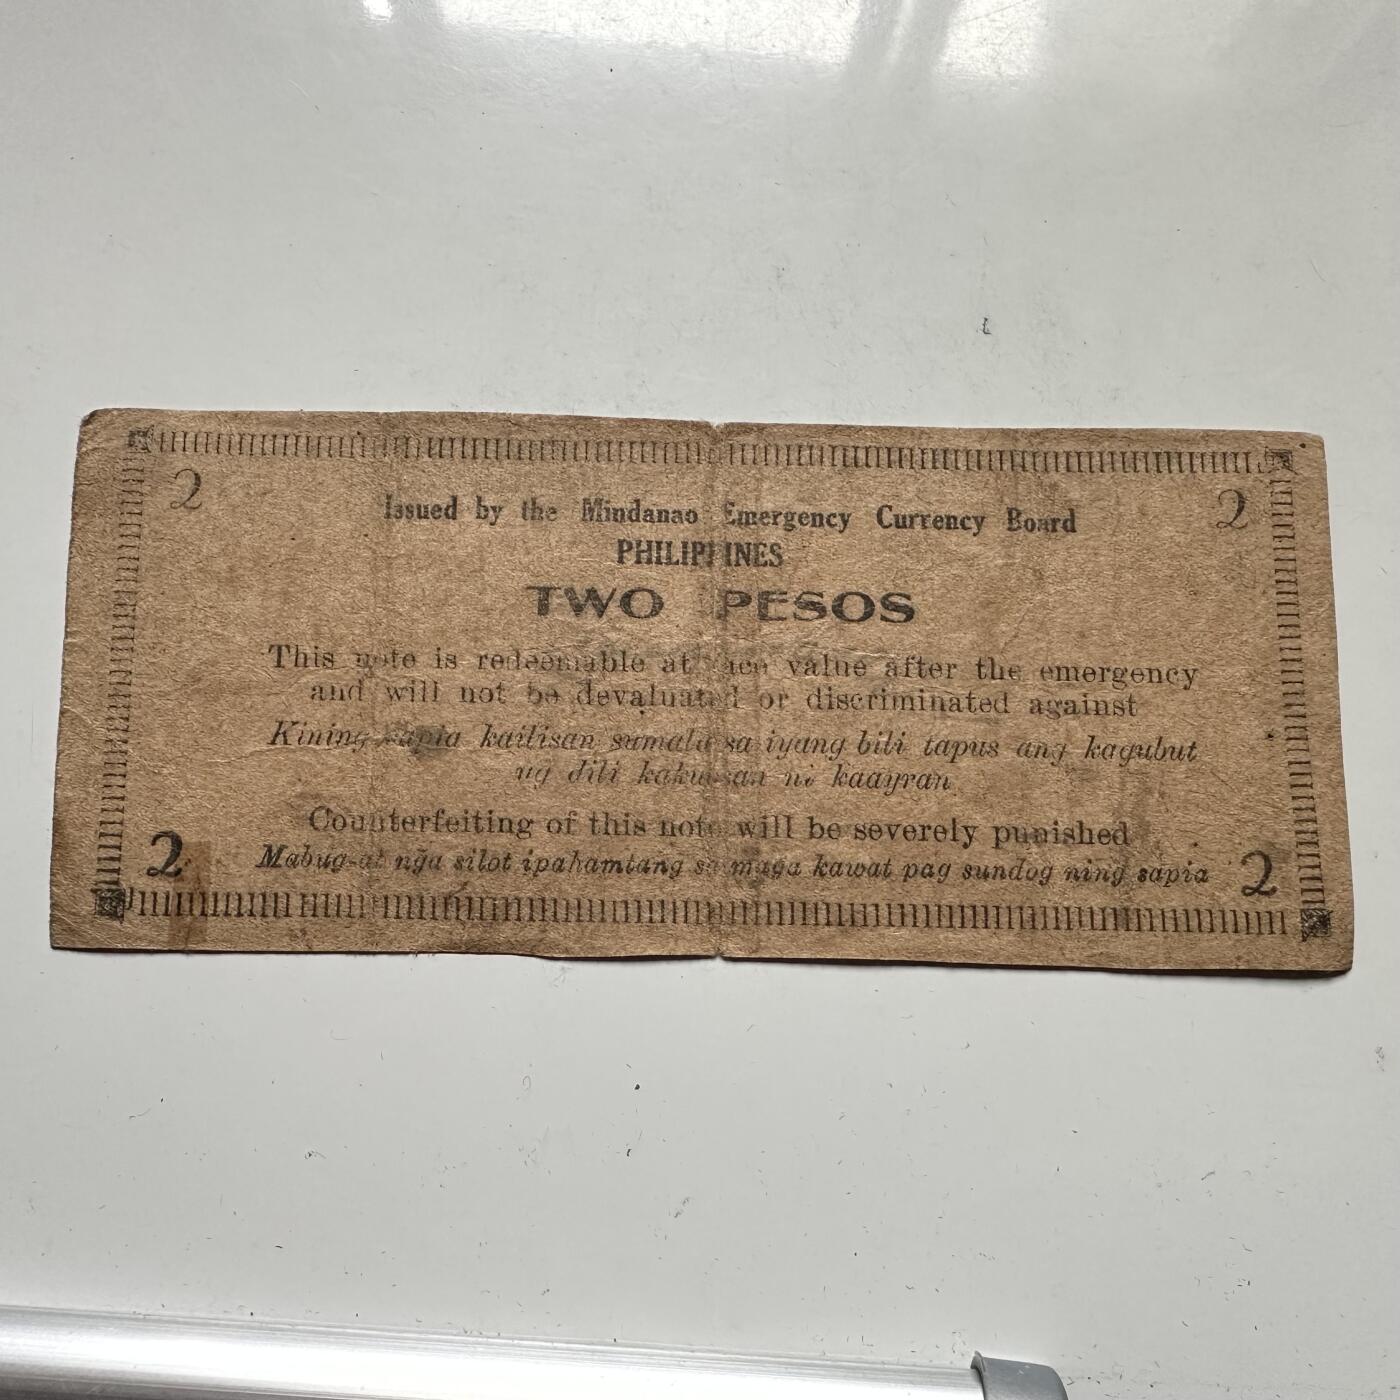 2 2
Issued by the Mindanao Emergency Currency Board
PHILIPPINES
TWO PESOS
This note is redeemable at face value after the emergency
and will not be devaluated or discriminated against
Kining sapia kailisan sumala sa iyang bili tapus ang kagubut
ug dili ni kaayran
Counterfeiting of this note will be severely punished
Mabug-at nga silot ipahamtang sa maga kawat pag sundog ning sapia
2 2